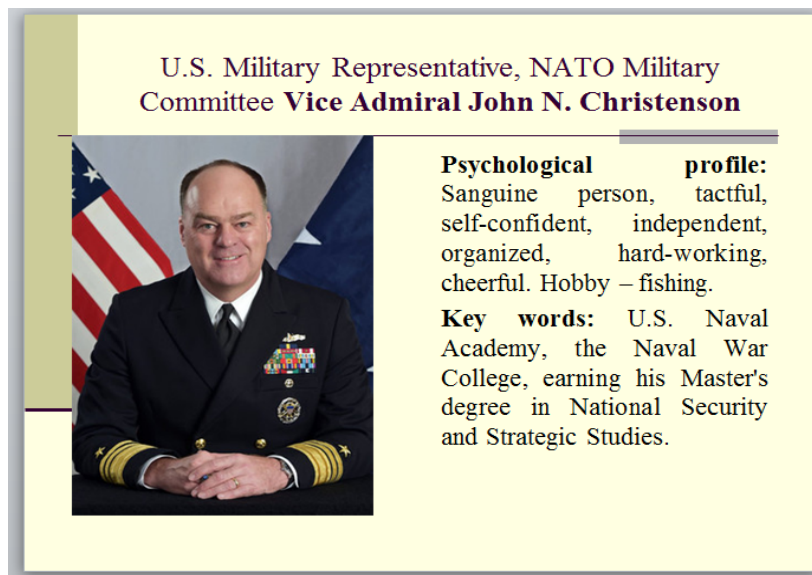 U.S. Military Representative, NATO Military
Committee Vice Admiral John N. Christenson
Psychological profile:
Sanguine person, tactful,
self-confident, independent,
organized, hard-working,
cheerful. Hobby – fishing.
Key words: U.S. Naval
Academy, the Naval War
College, earning his Master's
degree in National Security
and Strategic Studies.